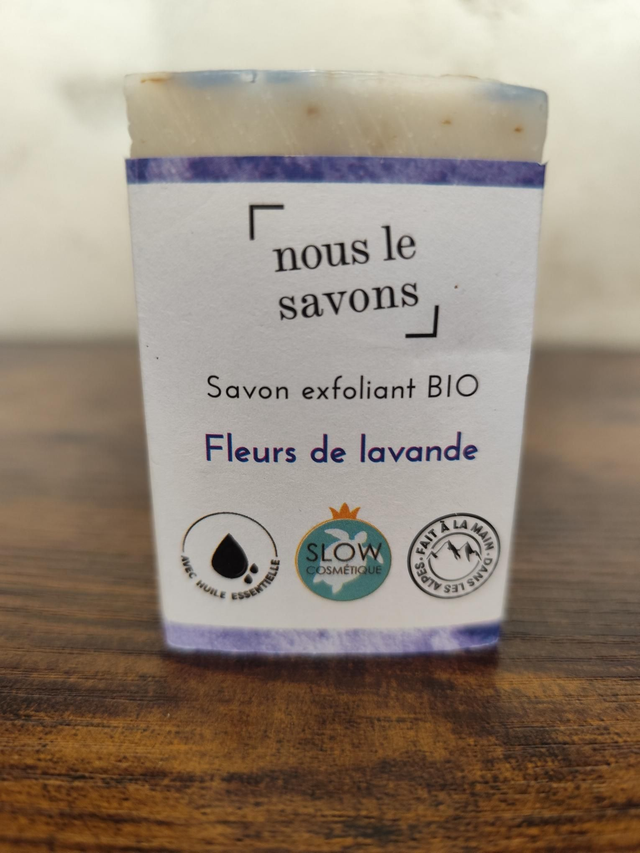 nous le
savons
Savon exfoliant BIO
Fleurs de lavande
AVEC HUILE ESSENTIELLE
SLOW
COSMÉTIQUE
FAIT À LA MAIN · DANS LES ALPES ·